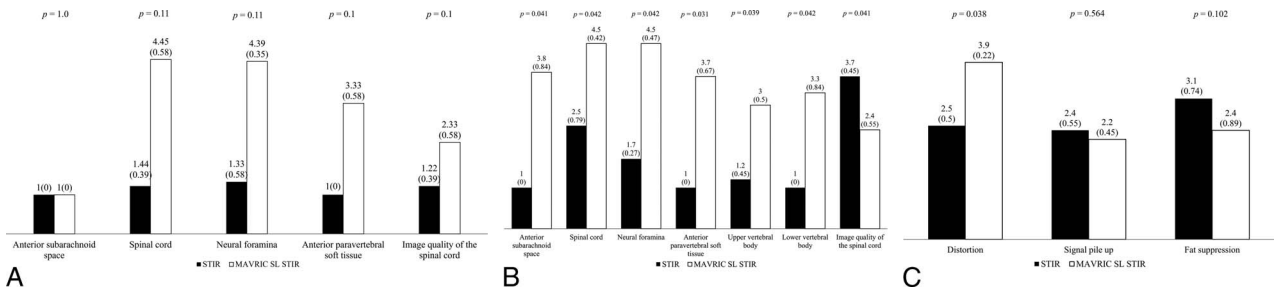 p = 1.0 p = 0.11 p = 0.11 p = 0.1 p = 0.1
4.45
(0.58)
4.39
(0.35)
3.33
(0.58)
2.33
(0.58)
1(0) 1(0)
1.44
(0.39)
1.33
(0.58)
1(0)
1.22
(0.39)
Anterior subarachnoid
space
Spinal cord
Neural foramina
Anterior paravertebral
soft tissue
Image quality of the
spinal cord
STIR MAVRIC SL STIR
A
p = 0.041 p = 0.042 p = 0.042 p = 0.031 p = 0.039 p = 0.042 p = 0.041
1
(0)
3.8
(0.84)
2.5
(0.79)
4.5
(0.42)
1.7
(0.27)
4.5
(0.47)
1
(0)
3.7
(0.67)
1.2
(0.45)
3
(0.5)
1
(0)
3.3
(0.84)
3.7
(0.45)
2.4
(0.55)
Anterior
subarachnoid
space
Spinal cord
Neural foramina
Anterior
paravertebral soft
tissue
Upper vertebral
body
Lower vertebral
body
Image quality of
the spinal cord
STIR MAVRIC SL STIR
B
p = 0.038 p = 0.564 p = 0.102
2.5
(0.5)
3.9
(0.22)
2.4
(0.55)
2.2
(0.45)
3.1
(0.74)
2.4
(0.89)
Distortion
Signal pile up
Fat suppression
STIR MAVRIC SL STIR
C